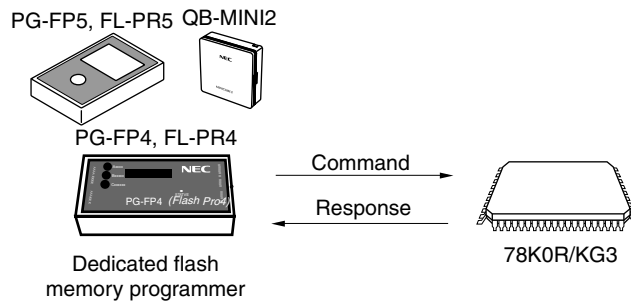 PG-FP5, FL-PR5 QB-MINI2
NEC
PG-FP4, FL-PR4
NEC
PG-FP4 (Flash Pro4)
Command
Response
78K0R/KG3
Dedicated flash
memory programmer